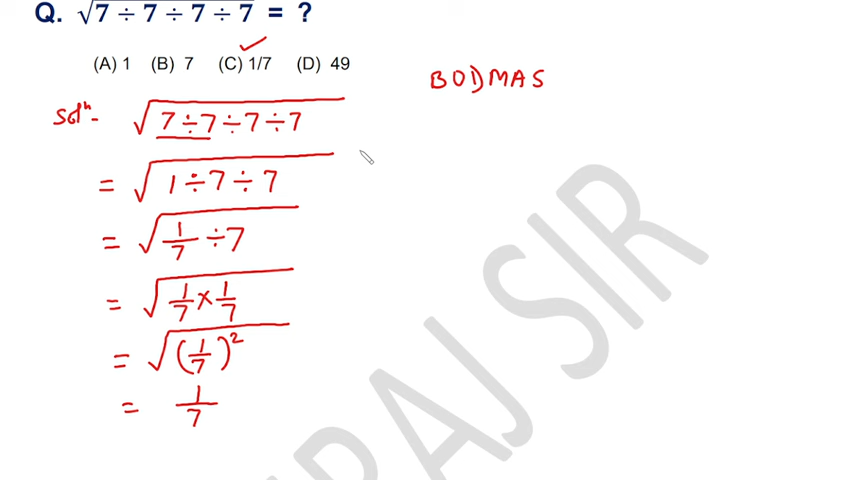 Q. √7 ÷ 7 ÷ 7 ÷ 7 = ?
(A) 1 (B) 7 (C) 1/7 (D) 49
BODMAS
Solⁿ- √7÷7÷7÷7
= √1÷7÷7
= √1/7 ÷7
= √1/7 × 1/7
= √(1/7)²
= 1/7
RAJ SIR